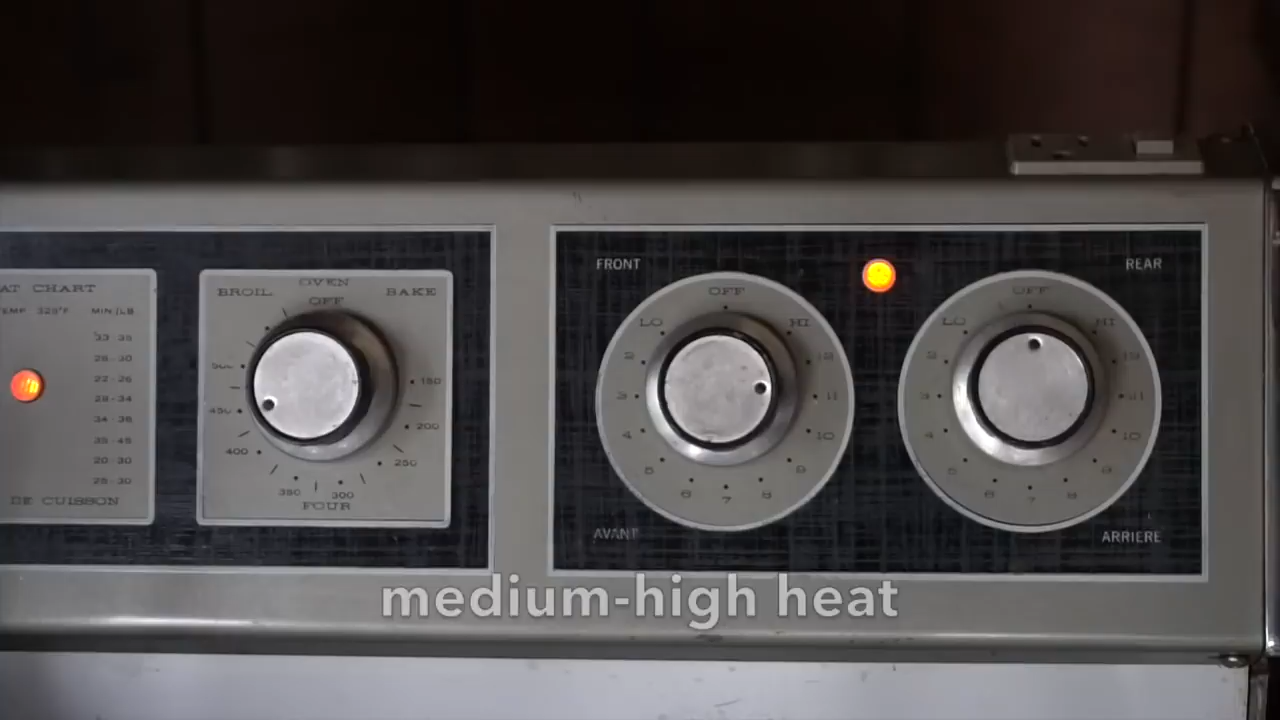 AT CHART
TEMP 325°F MIN/LB
33 35
26-30
22-26
29-34
34-38
35-45
20-30
25-30
DE CUISSON
OVEN
BROIL OFF BAKE
500
450
400
350
300
250
200
150
FOUR
FRONT
OFF
LO HI
2
3
4
5
6
7
8
9
10
11
12
AVANT
REAR
OFF
LO HI
2
3
4
5
6
7
8
9
10
11
12
ARRIERE
medium-high heat